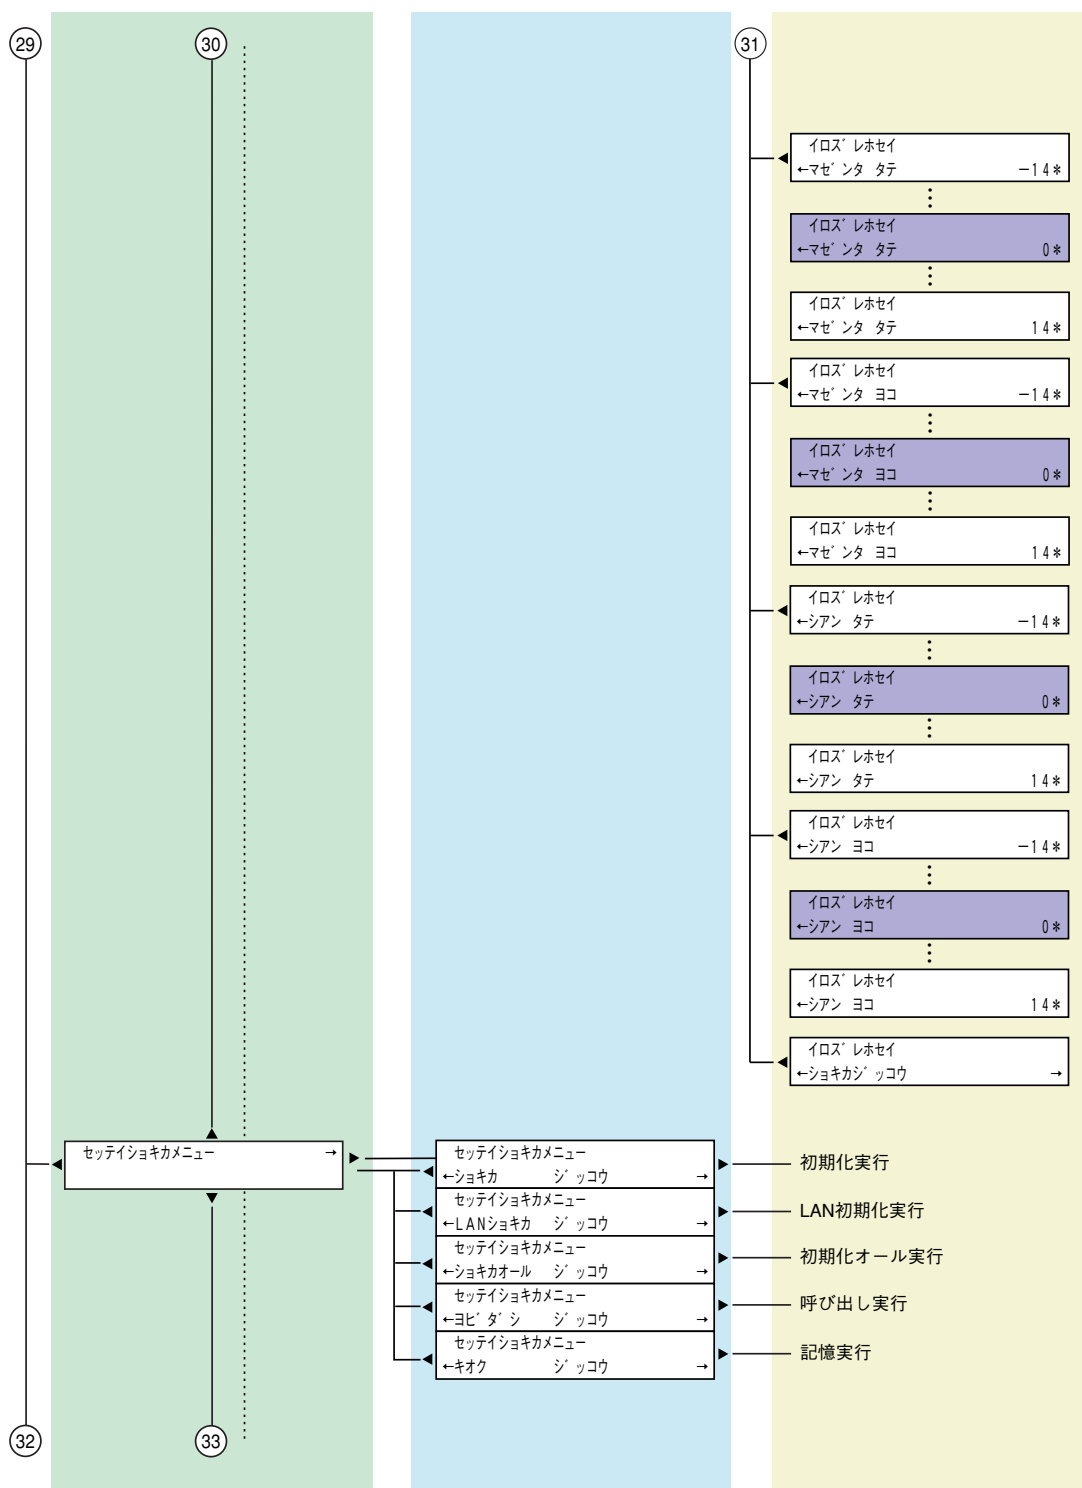 29
30
31
イロズレホセイ
←マゼンタ タテ −14*
イロズレホセイ
←マゼンタ タテ 0*
イロズレホセイ
←マゼンタ タテ 14*
イロズレホセイ
←マゼンタ ヨコ −14*
イロズレホセイ
←マゼンタ ヨコ 0*
イロズレホセイ
←マゼンタ ヨコ 14*
イロズレホセイ
←シアン タテ −14*
イロズレホセイ
←シアン タテ 0*
イロズレホセイ
←シアン タテ 14*
イロズレホセイ
←シアン ヨコ −14*
イロズレホセイ
←シアン ヨコ 0*
イロズレホセイ
←シアン ヨコ 14*
イロズレホセイ
←ショキカジッコウ →
セッテイショキカメニュー →
セッテイショキカメニュー
←ショキカ ジッコウ →
初期化実行
セッテイショキカメニュー
←LANショキカ ジッコウ →
LAN初期化実行
セッテイショキカメニュー
←ショキカオール ジッコウ →
初期化オール実行
セッテイショキカメニュー
←ヨビダシ ジッコウ →
呼び出し実行
セッテイショキカメニュー
←キオク ジッコウ →
記憶実行
32
33